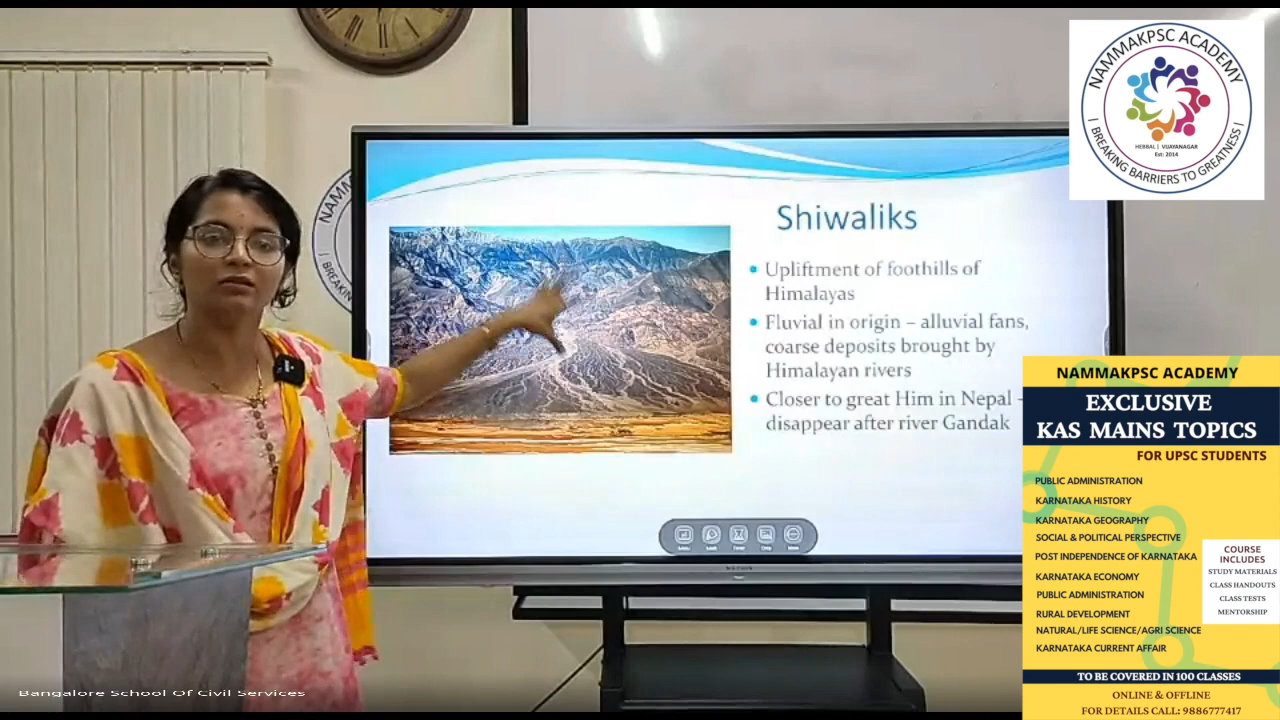 NAMMAKPSC ACADEMY
HEBBAL | VIJAYANAGAR
Est: 2014
| BREAKING BARRIERS TO GREATNESS |
NAMM
| BREAKING
Shiwaliks
• Upliftment of foothills of
Himalayas
• Fluvial in origin – alluvial fans,
coarse deposits brought by
Himalayan rivers
• Closer to great Him in Nepal -
disappear after river Gandak
NAMMAKPSC ACADEMY
EXCLUSIVE
KAS MAINS TOPICS
FOR UPSC STUDENTS
PUBLIC ADMINISTRATION
KARNATAKA HISTORY
KARNATAKA GEOGRAPHY
SOCIAL & POLITICAL PERSPECTIVE
POST INDEPENDENCE OF KARNATAKA
KARNATAKA ECONOMY
PUBLIC ADMINISTRATION
RURAL DEVELOPMENT
NATURAL/LIFE SCIENCE/AGRI SCIENCE
KARNATAKA CURRENT AFFAIR
COURSE
INCLUDES
STUDY MATERIALS
CLASS HANDOUTS
CLASS TESTS
MENTORSHIP
TO BE COVERED IN 100 CLASSES
ONLINE & OFFLINE
FOR DETAILS CALL: 9886777417
Bangalore School Of Civil Services